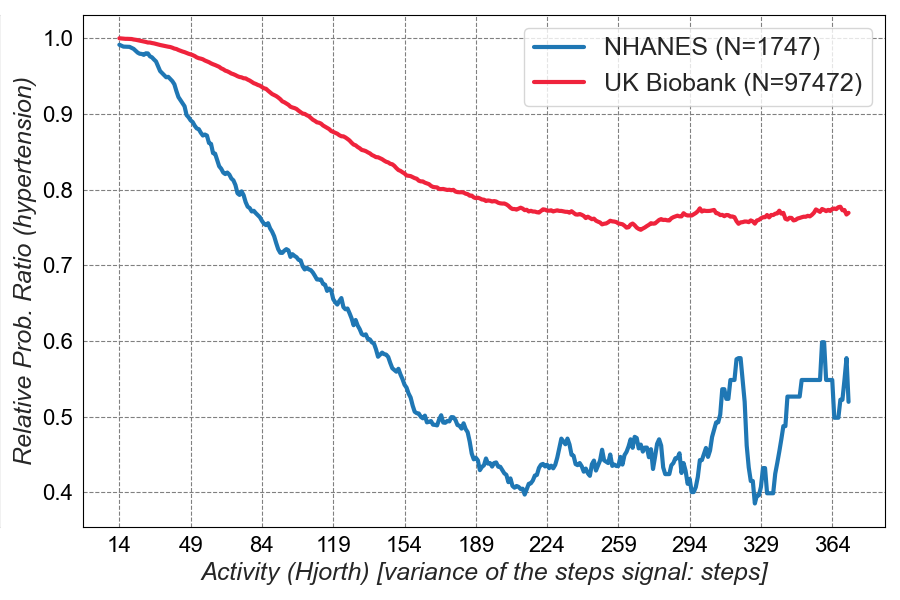 NHANES (N=1747)
UK Biobank (N=97472)
Relative Prob. Ratio (hypertension)
1.0
0.9
0.8
0.7
0.6
0.5
0.4
14 49 84 119 154 189 224 259 294 329 364
Activity (Hjorth) [variance of the steps signal: steps]